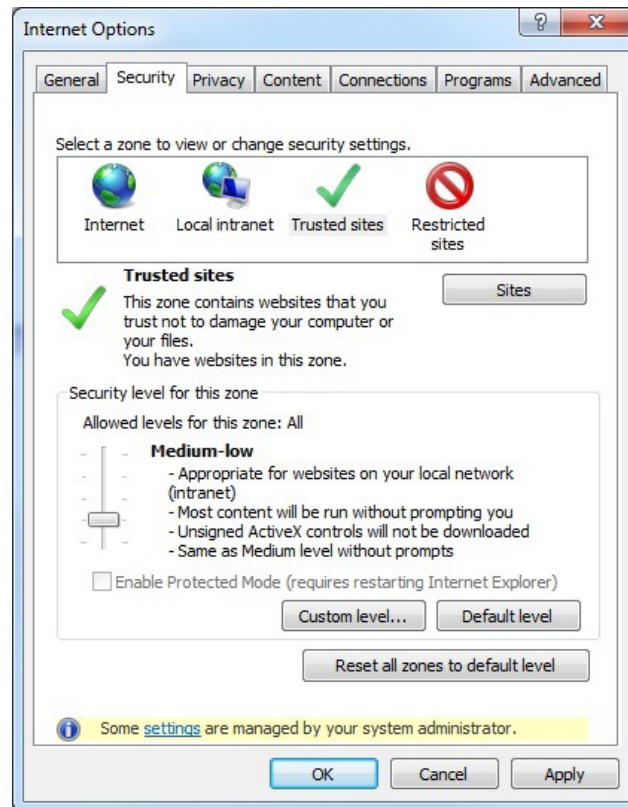 Internet Options
General Security Privacy Content Connections Programs Advanced
Select a zone to view or change security settings.
Internet Local intranet Trusted sites Restricted
sites
Trusted sites
Sites
This zone contains websites that you
trust not to damage your computer or
your files.
You have websites in this zone.
Security level for this zone
Allowed levels for this zone: All
Medium-low
- Appropriate for websites on your local network
(intranet)
- Most content will be run without prompting you
- Unsigned ActiveX controls will not be downloaded
- Same as Medium level without prompts
Enable Protected Mode (requires restarting Internet Explorer)
Custom level... Default level
Reset all zones to default level
Some settings are managed by your system administrator.
OK Cancel Apply